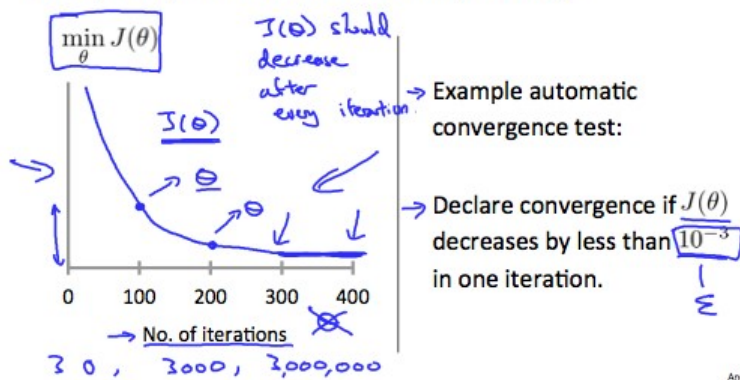 min J(θ)
θ
J(θ) should
decrease
after
every iteration.
J(θ)
θ
θ
0 100 200 300 400
→ No. of iterations
θ
30, 3000, 3,000,000
→ Example automatic
convergence test:
→ Declare convergence if J(θ)
decreases by less than 10⁻³
in one iteration.
ε
An